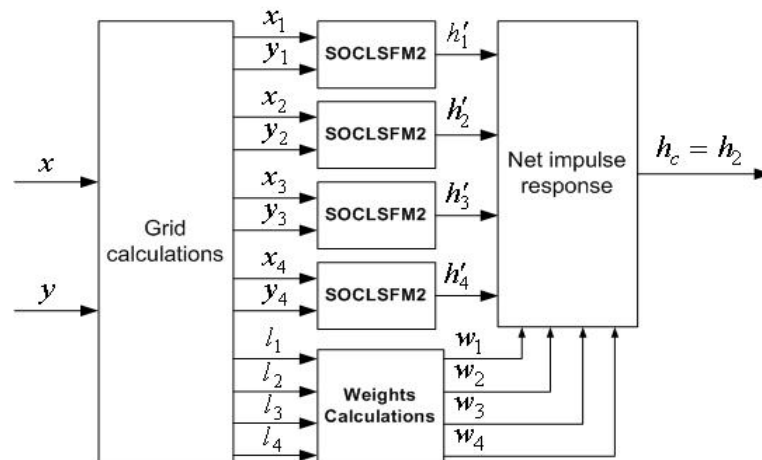 x
y
Grid
calculations
x₁
y₁
x₂
y₂
x₃
y₃
x₄
y₄
l₁
l₂
l₃
l₄
SOCLSFM2
SOCLSFM2
SOCLSFM2
SOCLSFM2
Weights
Calculations
h′₁
h′₂
h′₃
h′₄
w₁
w₂
w₃
w₄
Net impulse
response
h_c = h₂